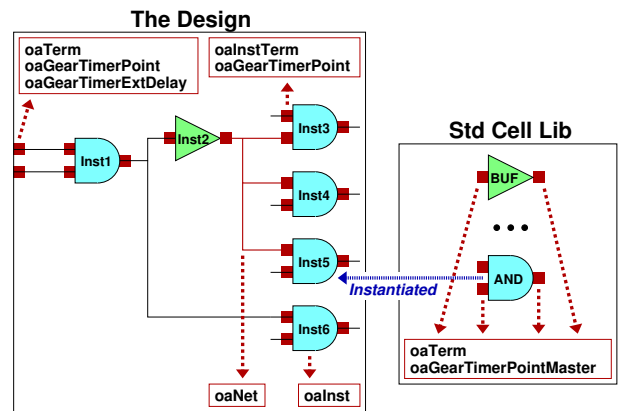 The Design
oaTerm
oaGearTimerPoint
oaGearTimerExtDelay
oaInstTerm
oaGearTimerPoint
Inst1
Inst2
Inst3
Inst4
Inst5
Inst6
oaNet
oaInst
Instantiated
Std Cell Lib
BUF
AND
oaTerm
oaGearTimerPointMaster